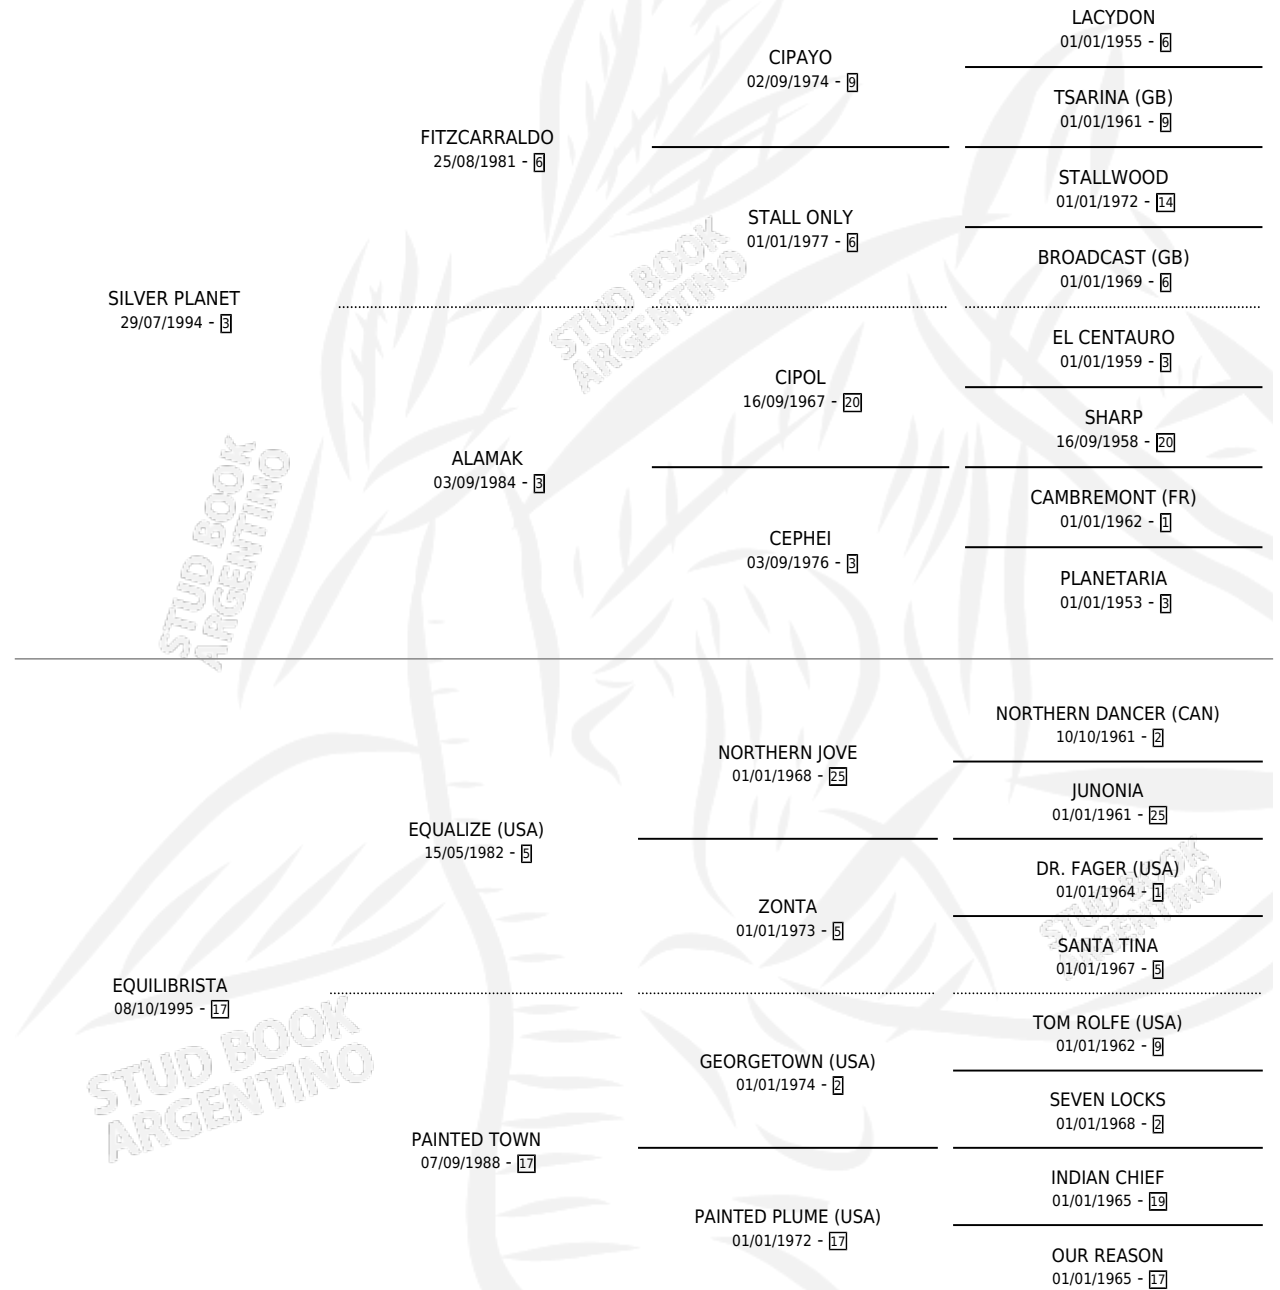 LACYDON
01/01/1955 - 6
CIPAYO
02/09/1974 - 9
TSARINA (GB)
01/01/1961 - 9
FITZCARRALDO
25/08/1981 - 6
STALLWOOD
01/01/1972 - 14
STALL ONLY
01/01/1977 - 6
BROADCAST (GB)
01/01/1969 - 6
SILVER PLANET
29/07/1994 - 3
EL CENTAURO
01/01/1959 - 3
CIPOL
16/09/1967 - 20
SHARP
16/09/1958 - 20
ALAMAK
03/09/1984 - 3
CAMBREMONT (FR)
01/01/1962 - 1
CEPHEI
03/09/1976 - 3
PLANETARIA
01/01/1953 - 3
NORTHERN DANCER (CAN)
10/10/1961 - 2
NORTHERN JOVE
01/01/1968 - 25
JUNONIA
01/01/1961 - 25
EQUALIZE (USA)
15/05/1982 - 5
DR. FAGER (USA)
01/01/1964 - 1
ZONTA
01/01/1973 - 5
SANTA TINA
01/01/1967 - 5
EQUILIBRISTA
08/10/1995 - 17
TOM ROLFE (USA)
01/01/1962 - 9
GEORGETOWN (USA)
01/01/1974 - 2
SEVEN LOCKS
01/01/1968 - 2
PAINTED TOWN
07/09/1988 - 17
INDIAN CHIEF
01/01/1965 - 19
PAINTED PLUME (USA)
01/01/1972 - 17
OUR REASON
01/01/1965 - 17
STUD BOOK
ARGENTINO
STUD BOOK
ARGENTINO
STUD BOOK
ARGENTINO
STUD BOOK
ARGENTINO